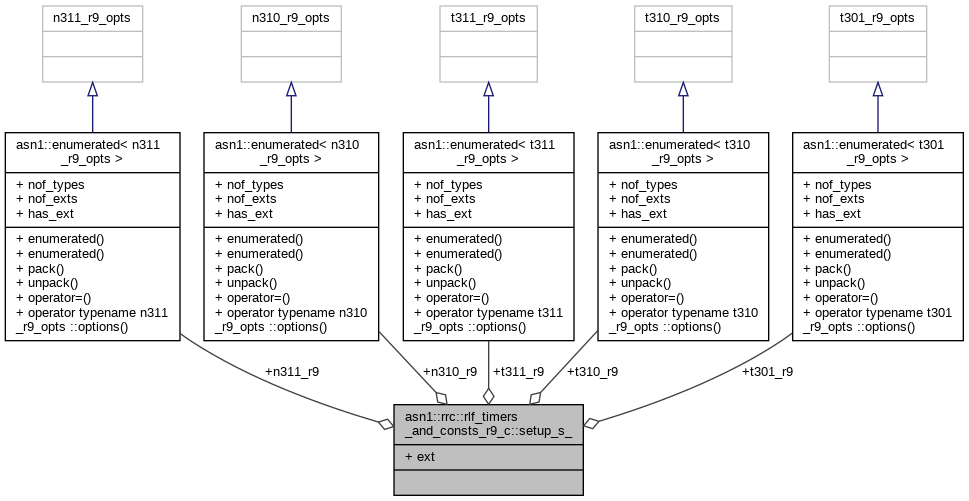 n311_r9_opts
n310_r9_opts
t311_r9_opts
t310_r9_opts
t301_r9_opts
asn1::enumerated< n311
_r9_opts >
+ nof_types
+ nof_exts
+ has_ext
+ enumerated()
+ enumerated()
+ pack()
+ unpack()
+ operator=()
+ operator typename n311
_r9_opts ::options()
asn1::enumerated< n310
_r9_opts >
+ nof_types
+ nof_exts
+ has_ext
+ enumerated()
+ enumerated()
+ pack()
+ unpack()
+ operator=()
+ operator typename n310
_r9_opts ::options()
asn1::enumerated< t311
_r9_opts >
+ nof_types
+ nof_exts
+ has_ext
+ enumerated()
+ enumerated()
+ pack()
+ unpack()
+ operator=()
+ operator typename t311
_r9_opts ::options()
asn1::enumerated< t310
_r9_opts >
+ nof_types
+ nof_exts
+ has_ext
+ enumerated()
+ enumerated()
+ pack()
+ unpack()
+ operator=()
+ operator typename t310
_r9_opts ::options()
asn1::enumerated< t301
_r9_opts >
+ nof_types
+ nof_exts
+ has_ext
+ enumerated()
+ enumerated()
+ pack()
+ unpack()
+ operator=()
+ operator typename t301
_r9_opts ::options()
+n311_r9
+n310_r9
+t311_r9
+t310_r9
+t301_r9
asn1::rrc::rlf_timers
_and_consts_r9_c::setup_s_
+ ext